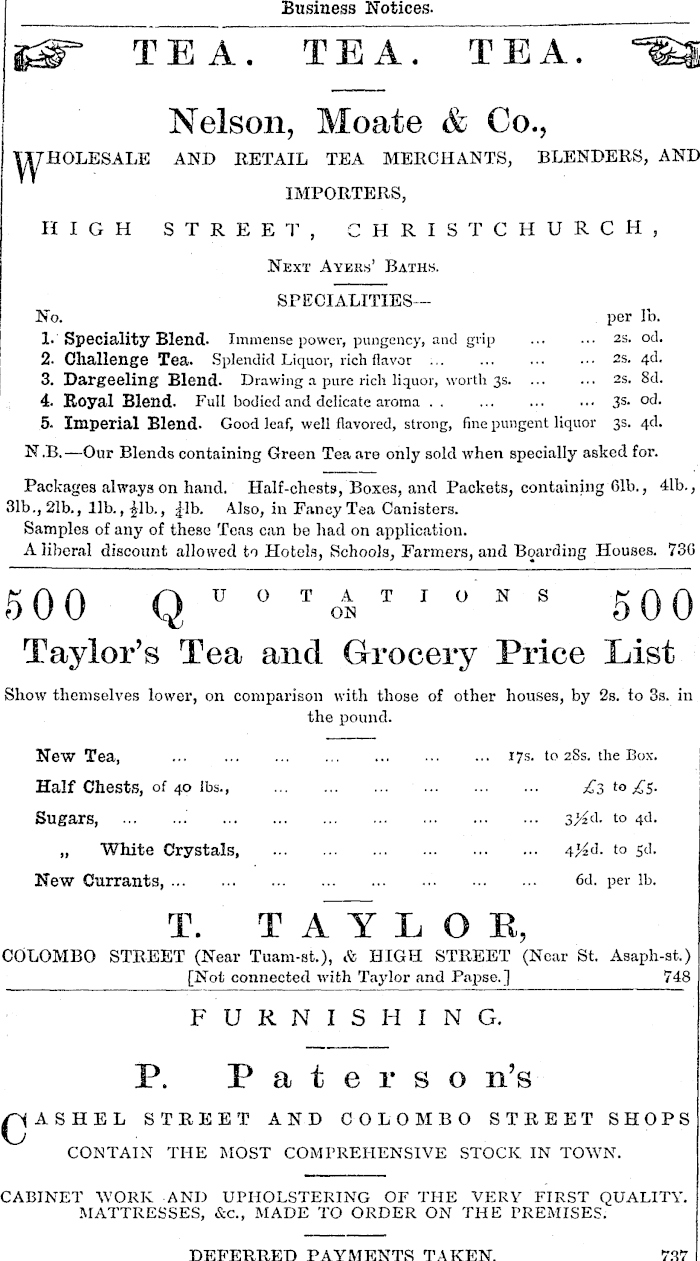 Business Notices.
TEA. TEA. TEA.
Nelson, Moate & Co.,
WHOLESALE AND RETAIL TEA MERCHANTS, BLENDERS, AND
IMPORTERS,
HIGH STREET, CHRISTCHURCH,
NEXT AYERS' BATHS.
SPECIALITIES—
No. per lb.
1. Speciality Blend. Immense power, pungency, and grip ... ... 2s. 0d.
2. Challenge Tea. Splendid Liquor, rich flavor ... ... ... ... 2s. 4d.
3. Dargeeling Blend. Drawing a pure rich liquor, worth 3s. ... ... 2s. 8d.
4. Royal Blend. Full bodied and delicate aroma .. ... ... ... 3s. 0d.
5. Imperial Blend. Good leaf, well flavored, strong, fine pungent liquor 3s. 4d.
N.B.—Our Blends containing Green Tea are only sold when specially asked for.
Packages always on hand. Half-chests, Boxes, and Packets, containing 6lb., 4lb.,
3lb., 2lb., 1lb., ½lb., ¼lb. Also, in Fancy Tea Canisters.
Samples of any of these Teas can be had on application.
A liberal discount allowed to Hotels, Schools, Farmers, and Boarding Houses. 736
500 QUOTATIONS 500
ON
Taylor's Tea and Grocery Price List
Show themselves lower, on comparison with those of other houses, by 2s. to 3s. in
the pound.
New Tea, ... ... ... ... ... ... ... 17s. to 28s. the Box.
Half Chests, of 40 lbs., ... ... ... ... ... ... £3 to £5.
Sugars, ... ... ... ... ... ... ... ... ... 3½d. to 4d.
„ White Crystals, ... ... ... ... ... ... 4½d. to 5d.
New Currants, ... ... ... ... ... ... ... ... 6d. per lb.
T. TAYLOR,
COLOMBO STREET (Near Tuam-st.), & HIGH STREET (Near St. Asaph-st.)
[Not connected with Taylor and Papse.] 748
FURNISHING.
P. Paterson's
CASHEL STREET AND COLOMBO STREET SHOPS
CONTAIN THE MOST COMPREHENSIVE STOCK IN TOWN.
CABINET WORK AND UPHOLSTERING OF THE VERY FIRST QUALITY.
MATTRESSES, &c., MADE TO ORDER ON THE PREMISES.
DEFERRED PAYMENTS TAKEN. 737